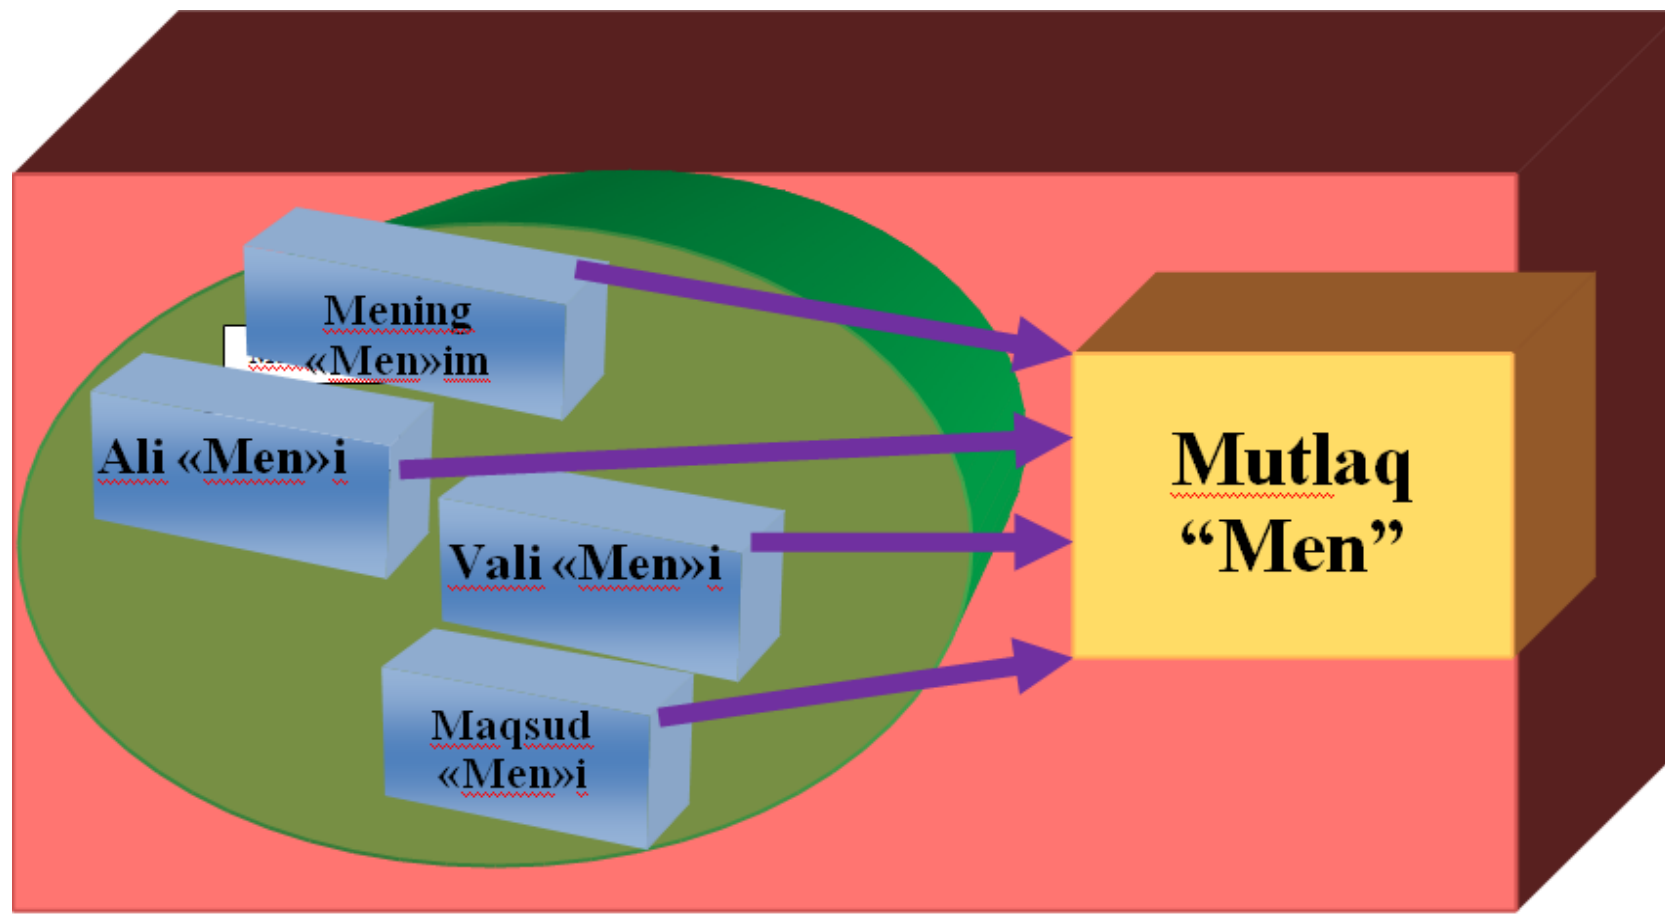 Mening
«Men»im
Ali «Men»i
Vali «Men»i
Maqsud
«Men»i
Mutlaq
“Men”